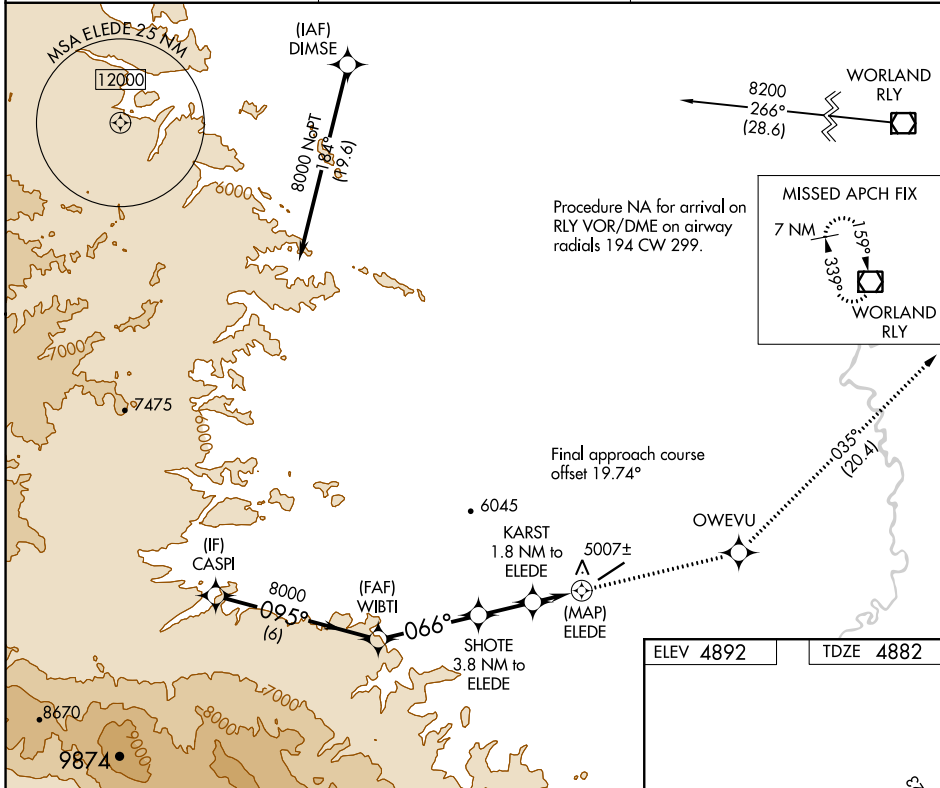 MSA ELEDE 25 NM
12000
(IAF)
DIMSE
8000 NoPT
184°
(19.6)
8200
266°
(28.6)
WORLAND
RLY
Procedure NA for arrival on
RLY VOR/DME on airway
radials 194 CW 299.
MISSED APCH FIX
7 NM
159°
339°
WORLAND
RLY
6000
7000
7475
6000
035°
(20.4)
Final approach course
offset 19.74°
6045
OWEVU
KARST
1.8 NM to
ELEDE
5007±
(IF)
CASPI
8000
095°
(6)
(FAF)
WIBTI
066°
(MAP)
ELEDE
SHOTE
3.8 NM to
ELEDE
7000
8000
9000
8670
9874
ELEV 4892
TDZE 4882